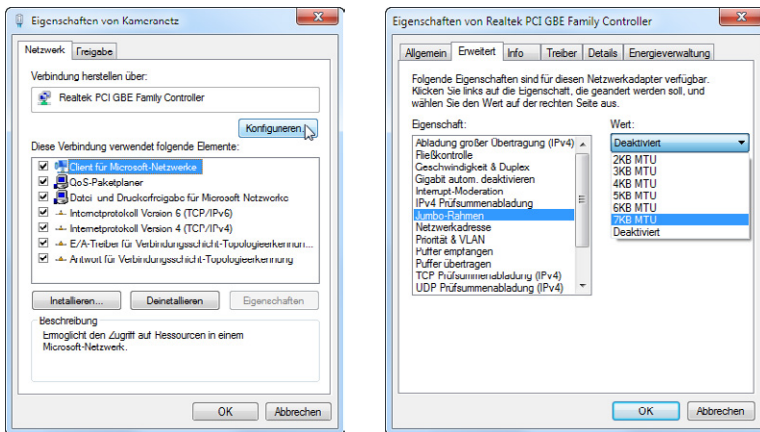 Eigenschaften von Kameranetz
Netzwerk
Freigabe
Verbindung herstellen über:
Realtek PCI GBE Family Controller
Konfigurieren...
Diese Verbindung verwendet folgende Elemente:
Client für Microsoft-Netzwerke
QoS-Paketplaner
Datei- und Druckerfreigabe für Microsoft-Netzwerke
Internetprotokoll Version 6 (TCP/IPv6)
Internetprotokoll Version 4 (TCP/IPv4)
E/A-Treiber für Verbindungsschicht-Topologieerkennun...
Antwort für Verbindungsschicht-Topologieerkennung
Installieren...
Deinstallieren
Eigenschaften
Beschreibung
Ermöglicht den Zugriff auf Ressourcen in einem
Microsoft-Netzwerk.
OK
Abbrechen
Eigenschaften von Realtek PCI GBE Family Controller
Allgemein
Erweitert
Info
Treiber
Details
Energieverwaltung
Folgende Eigenschaften sind für diesen Netzwerkadapter verfügbar.
Klicken Sie links auf die Eigenschaft, die geändert werden soll, und
wählen Sie den Wert auf der rechten Seite aus.
Eigenschaft:
Abladung großer Übertragung (IPv4)
Fließkontrolle
Geschwindigkeit & Duplex
Gigabit autom. deaktivieren
Interrupt-Moderation
IPv4 Prüfsummenabladung
Jumbo-Rahmen
Netzwerkadresse
Priorität & VLAN
Puffer empfangen
Puffer übertragen
TCP Prüfsummenabladung (IPv4)
UDP Prüfsummenabladung (IPv4)
Wert:
Deaktiviert
2KB MTU
3KB MTU
4KB MTU
5KB MTU
6KB MTU
7KB MTU
Deaktiviert
OK
Abbrechen